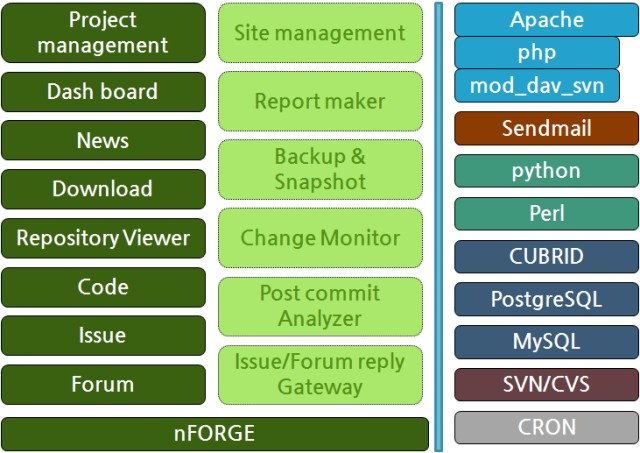 Project
management
Dash board
News
Download
Repository Viewer
Code
Issue
Forum
Site management
Report maker
Backup &
Snapshot
Change Monitor
Post commit
Analyzer
Issue/Forum reply
Gateway
nFORGE
Apache
php
mod_dav_svn
Sendmail
python
Perl
CUBRID
PostgreSQL
MySQL
SVN/CVS
CRON